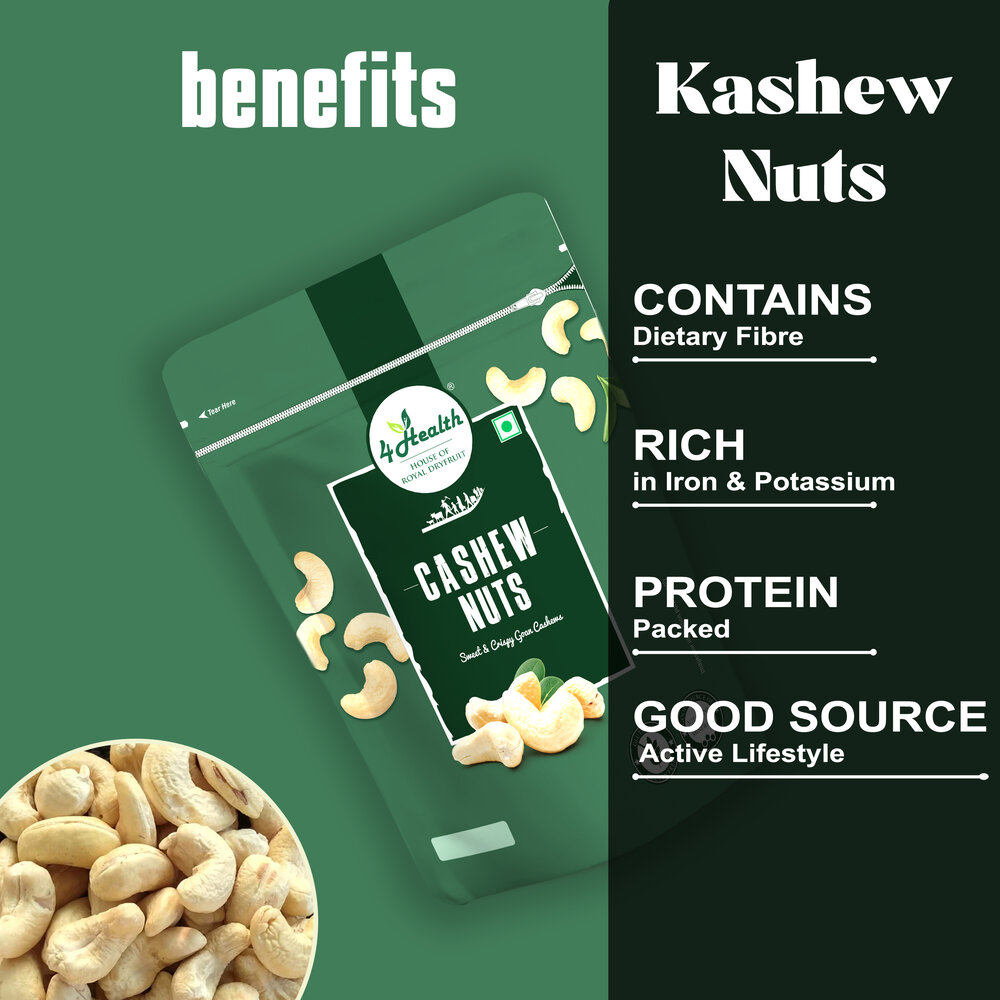 benefits
Kashew
Nuts
CONTAINS
Dietary Fibre
RICH
in Iron & Potassium
PROTEIN
Packed
GOOD SOURCE
Active Lifestyle
Tear Here
®
4Health
HOUSE OF
ROYAL DRYFRUIT
CASHEW
NUTS
Sweet & Crispy Goan Cashews